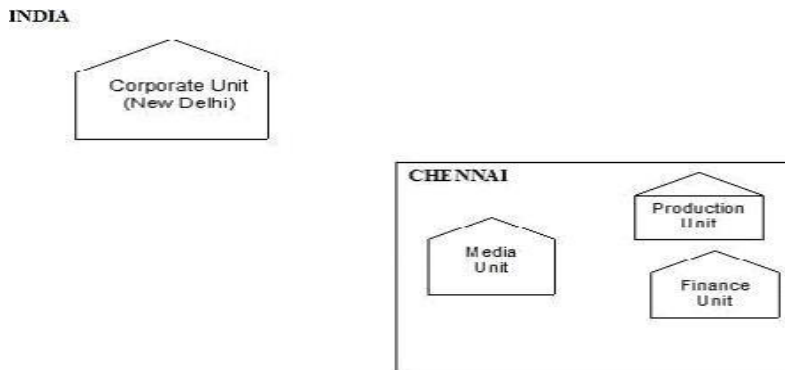 INDIA
Corporate Unit
(New Delhi)
CHENNAI
Production
Unit
Media
Unit
Finance
Unit